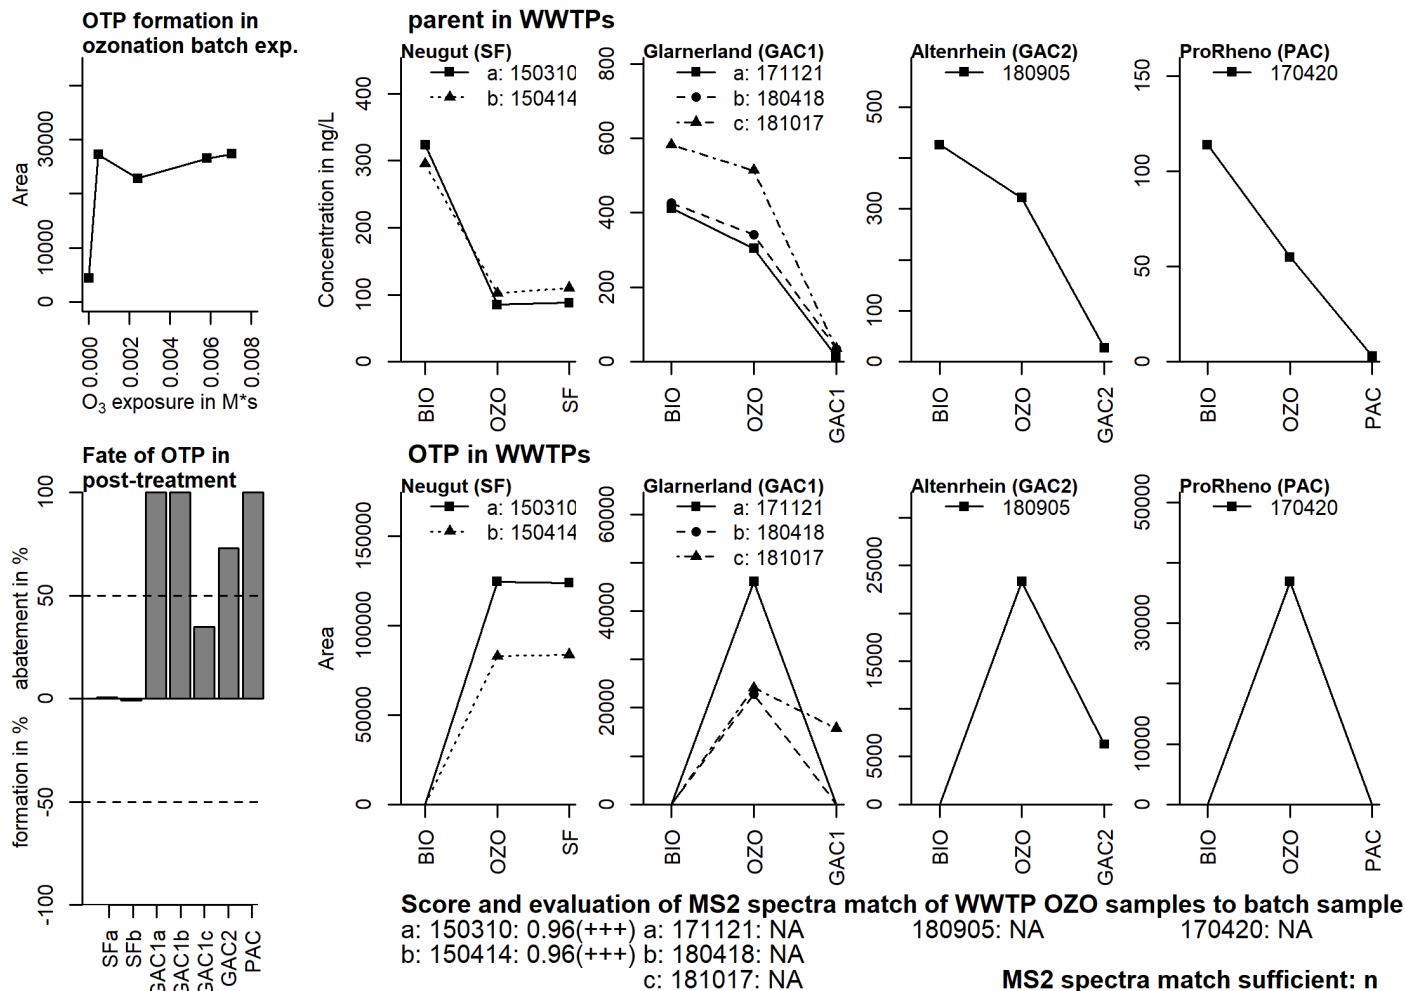 OTP formation in
ozonation batch exp.
Area
0
10000
30000
0.000
0.002
0.004
0.006
0.008
O3 exposure in M*s
parent in WWTPs
Neugut (SF)
a: 150310
b: 150414
Concentration in ng/L
0
100
200
300
400
BIO
OZO
SF
Glarnerland (GAC1)
a: 171121
b: 180418
c: 181017
0
200
400
600
800
BIO
OZO
GAC1
Altenrhein (GAC2)
180905
0
100
300
500
BIO
OZO
GAC2
ProRheno (PAC)
170420
0
50
100
150
BIO
OZO
PAC
Fate of OTP in
post-treatment
formation in %
abatement in %
-100
-50
0
50
100
SFa
SFb
GAC1a
GAC1b
GAC1c
GAC2
PAC
OTP in WWTPs
Neugut (SF)
a: 150310
b: 150414
Area
0
50000
100000
150000
BIO
OZO
SF
Glarnerland (GAC1)
a: 171121
b: 180418
c: 181017
0
20000
40000
60000
BIO
OZO
GAC1
Altenrhein (GAC2)
180905
0
5000
15000
25000
BIO
OZO
GAC2
ProRheno (PAC)
170420
0
10000
30000
50000
BIO
OZO
PAC
Score and evaluation of MS2 spectra match of WWTP OZO samples to batch sample
a: 150310: 0.96(+++) a: 171121: NA 180905: NA 170420: NA
b: 150414: 0.96(+++) b: 180418: NA
c: 181017: NA
MS2 spectra match sufficient: n